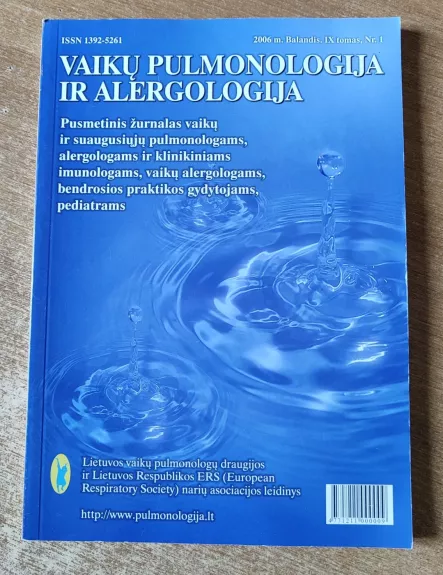 ISSN 1392-5261
2006 m. Balandis. IX tomas, Nr. 1
VAIKŲ PULMONOLOGIJA
IR ALERGOLOGIJA
Pusmetinis žurnalas vaikų
ir suaugusiųjų pulmonologams,
alergologams ir klinikiniams
imunologams, vaikų alergologams,
bendrosios praktikos gydytojams,
pediatrams
Lietuvos vaikų pulmonologų draugijos
ir Lietuvos Respublikos ERS (European
Respiratory Society) narių asociacijos leidinys
http://www.pulmonologija.lt